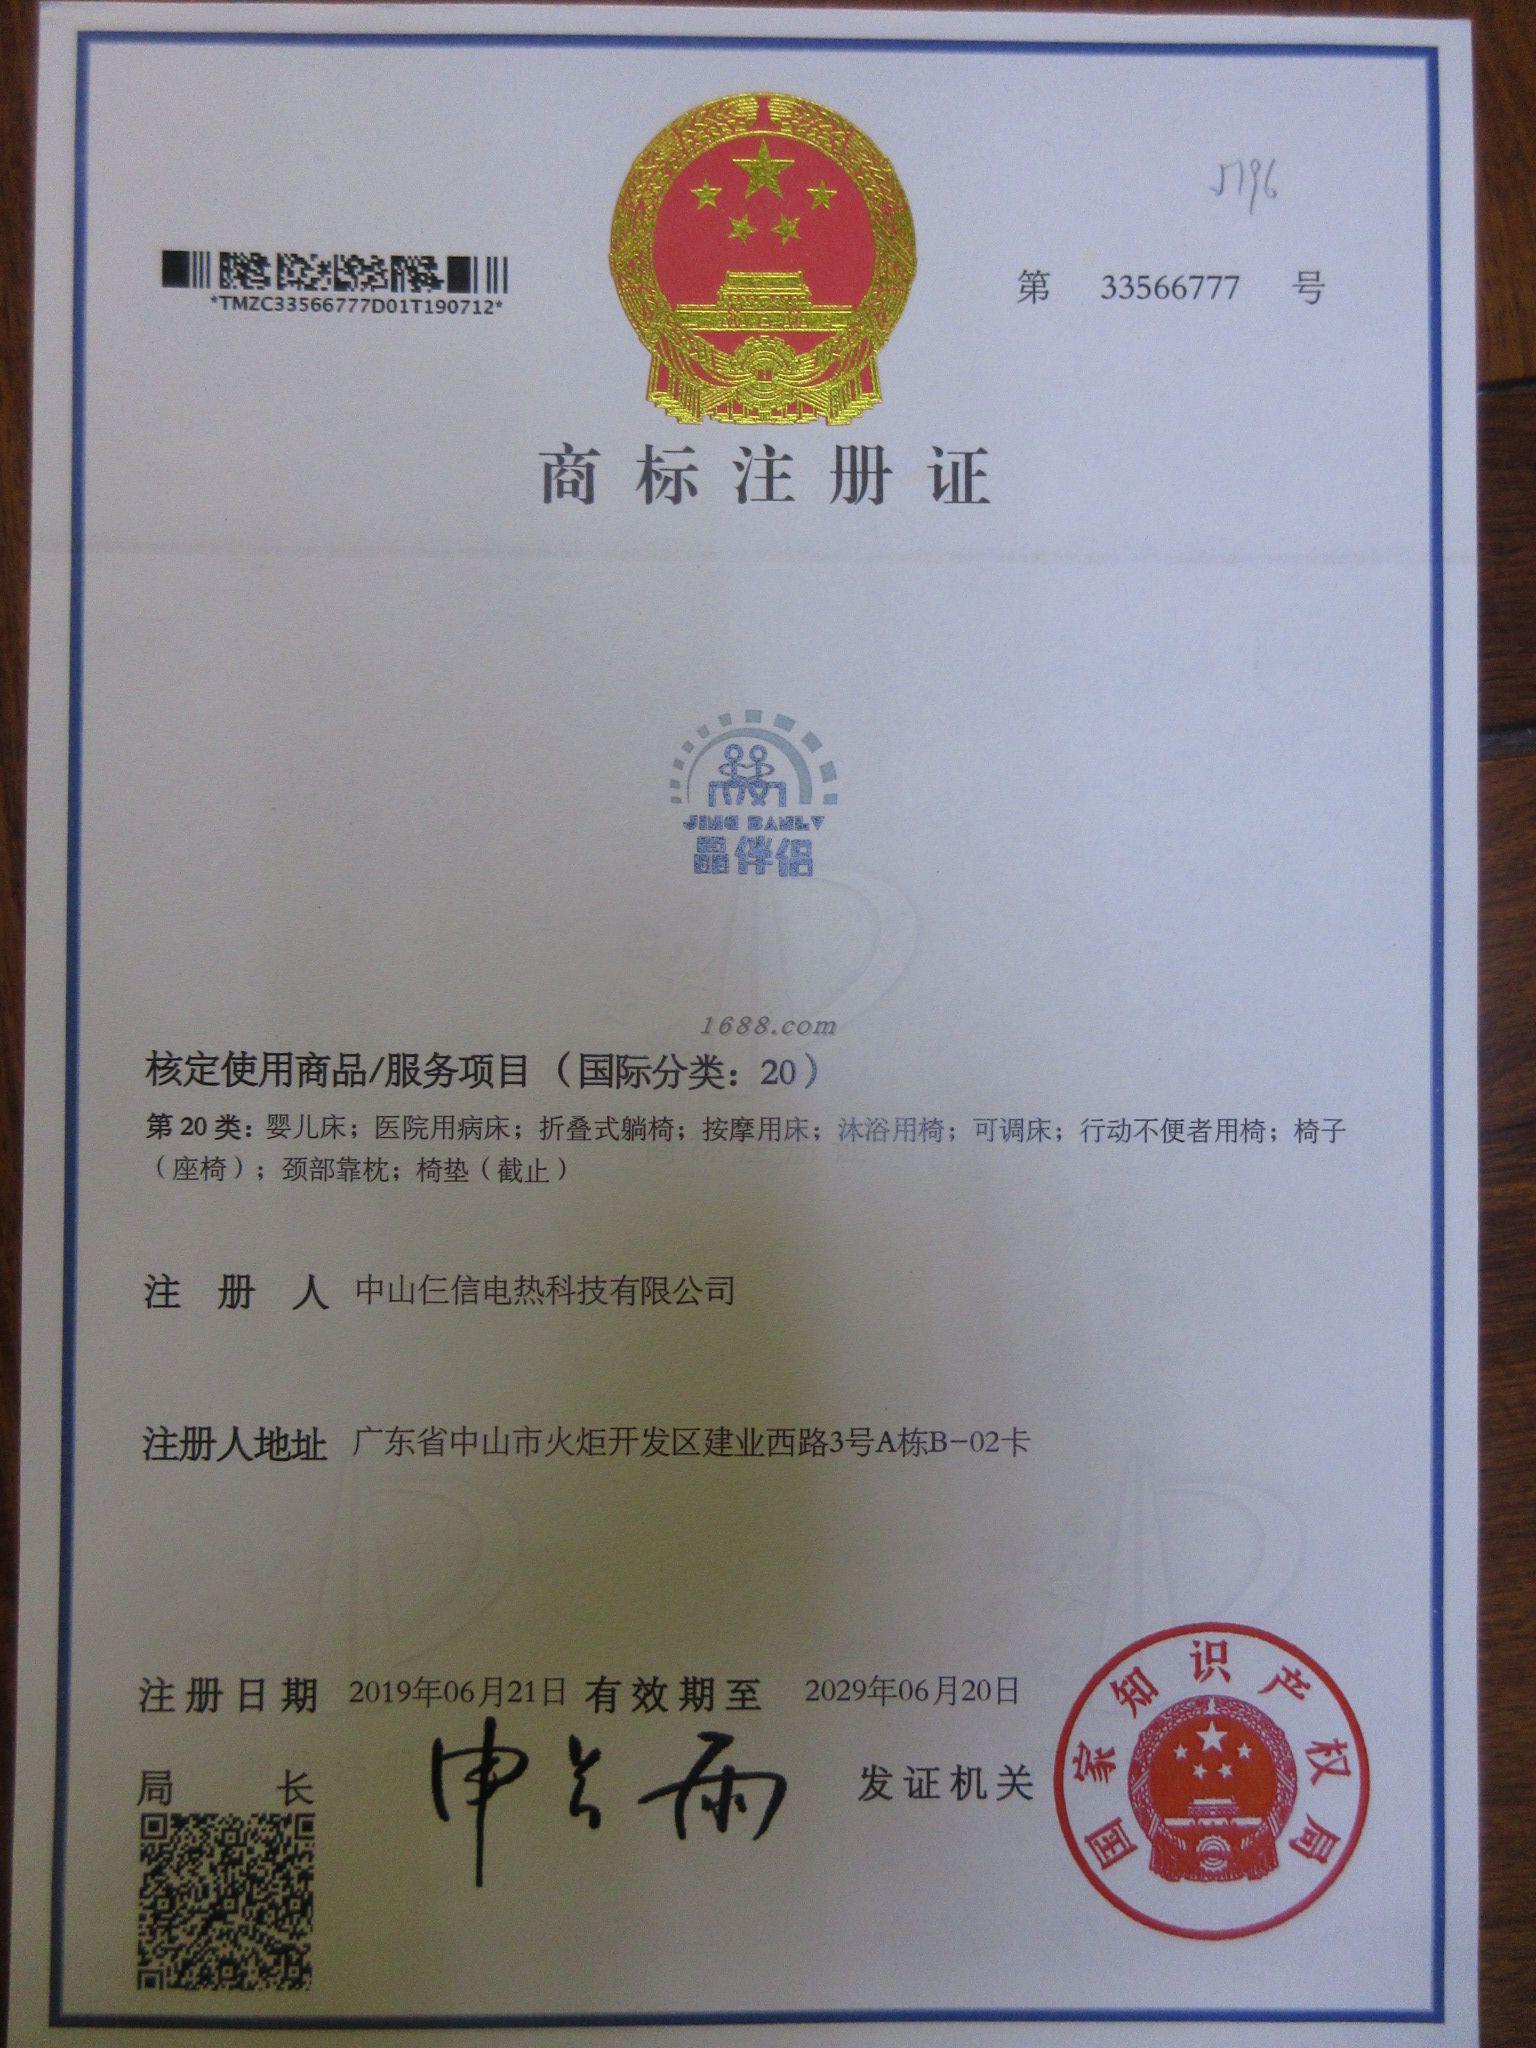 5796
*TMZC33566777D01T190712*
第 33566777 号
商标注册证
JING BANLV
晶伴侣
1688.com
核定使用商品/服务项目（国际分类：20）
第20类：婴儿床；医院用病床；折叠式躺椅；按摩用床；沐浴用椅；可调床；行动不便者用椅；椅子
（座椅）；颈部靠枕；椅垫（截止）
注册人 中山仨信电热科技有限公司
注册人地址 广东省中山市火炬开发区建业西路3号A栋B-02卡
注册日期 2019年06月21日 有效期至 2029年06月20日
局长 申长雨 发证机关
国家知识产权局